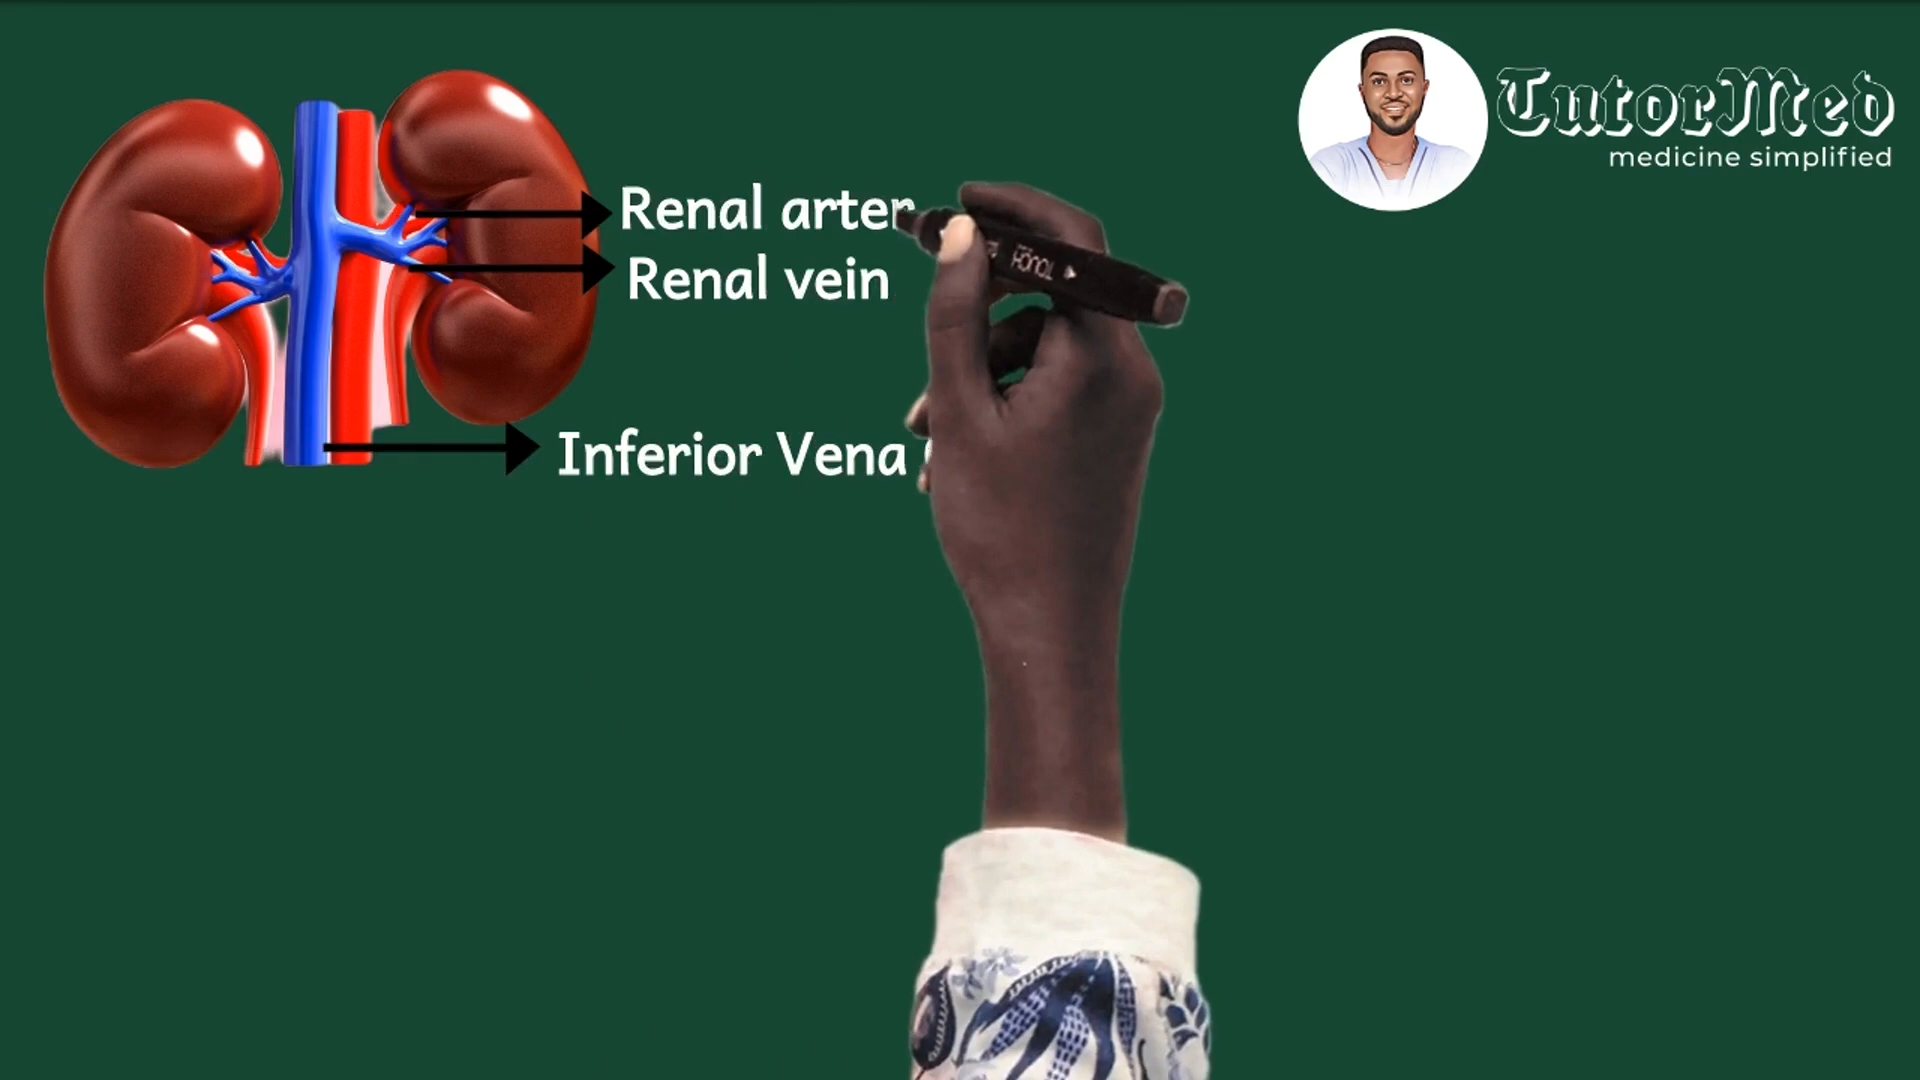 TutorMed
medicine simplified
Renal arter
Renal vein
Inferior Vena
TOUCH